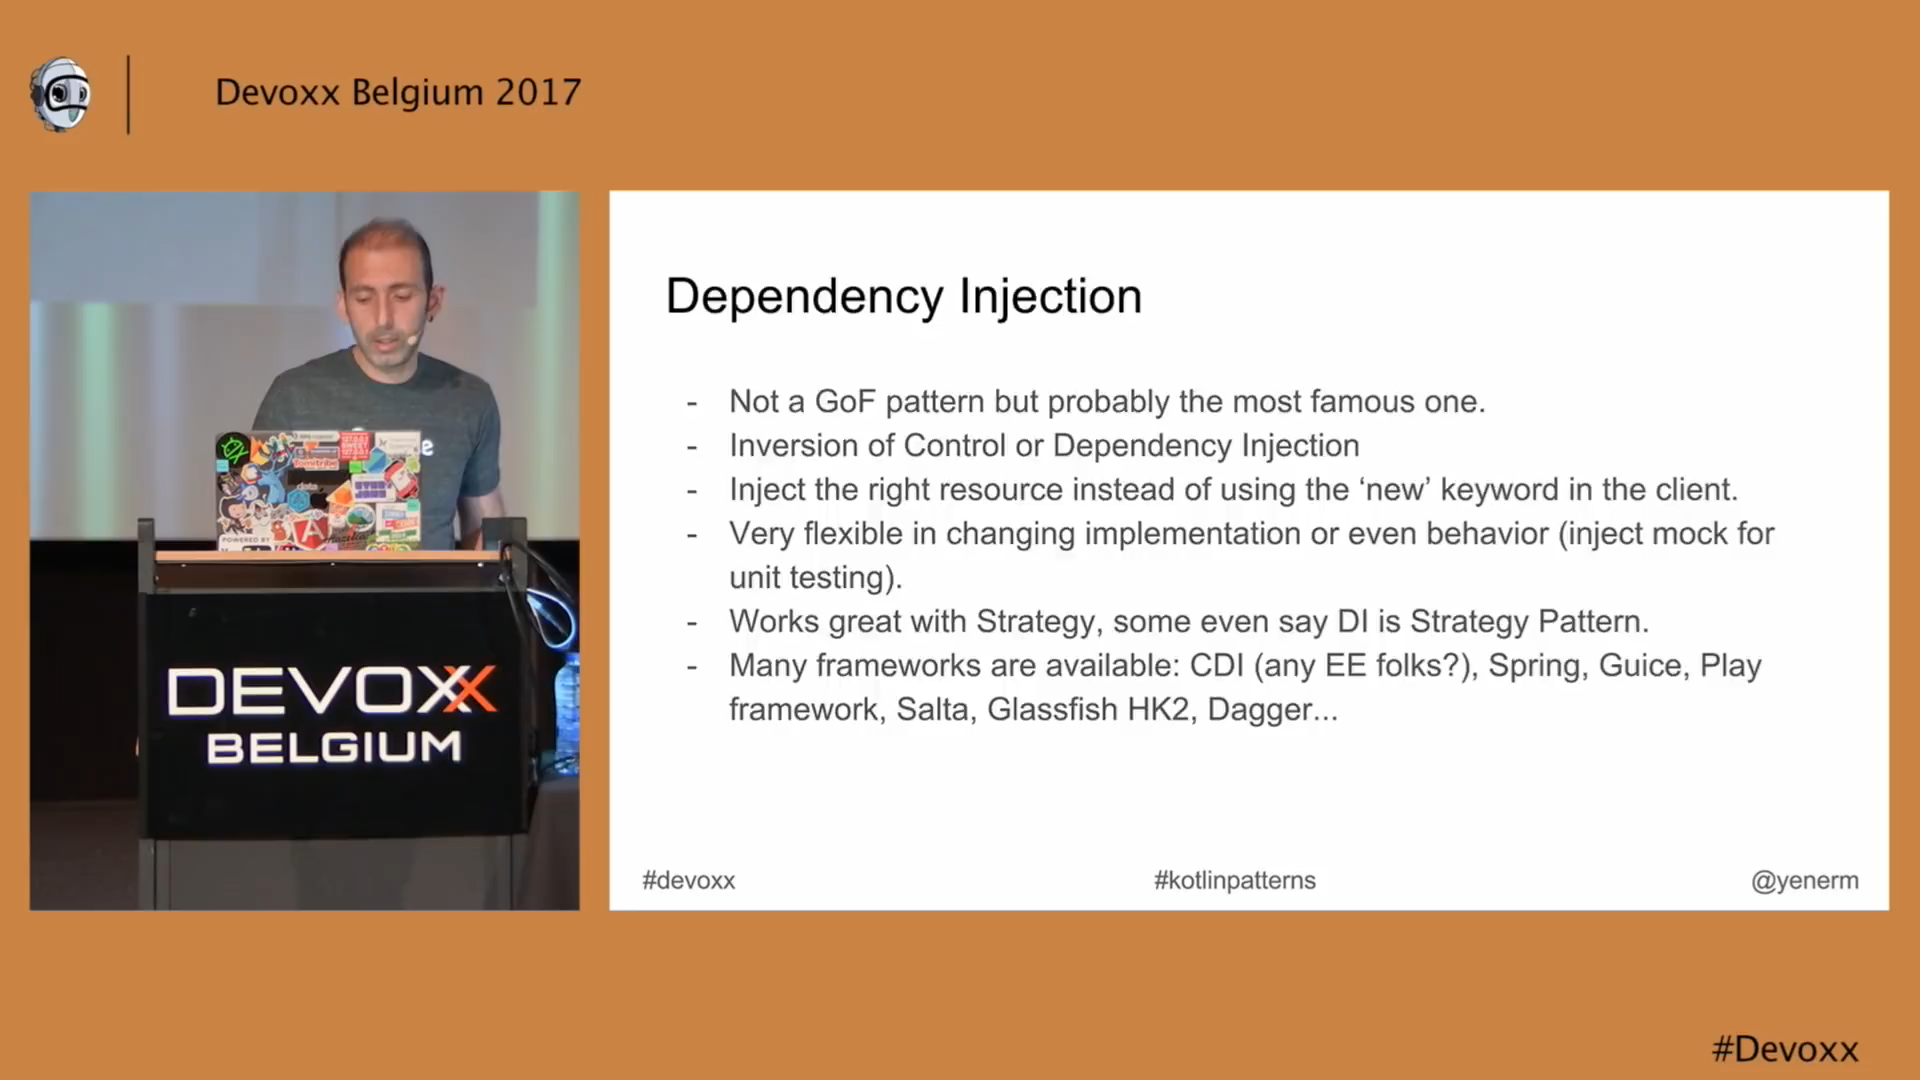 Devoxx Belgium 2017
Dependency Injection
- Not a GoF pattern but probably the most famous one.
- Inversion of Control or Dependency Injection
- Inject the right resource instead of using the ‘new’ keyword in the client.
- Very flexible in changing implementation or even behavior (inject mock for
unit testing).
- Works great with Strategy, some even say DI is Strategy Pattern.
- Many frameworks are available: CDI (any EE folks?), Spring, Guice, Play
framework, Salta, Glassfish HK2, Dagger...
#devoxx
#kotlinpatterns
@yenerm
Tomitribe
data
POWERED BY
DEVOXX
BELGIUM
#Devoxx